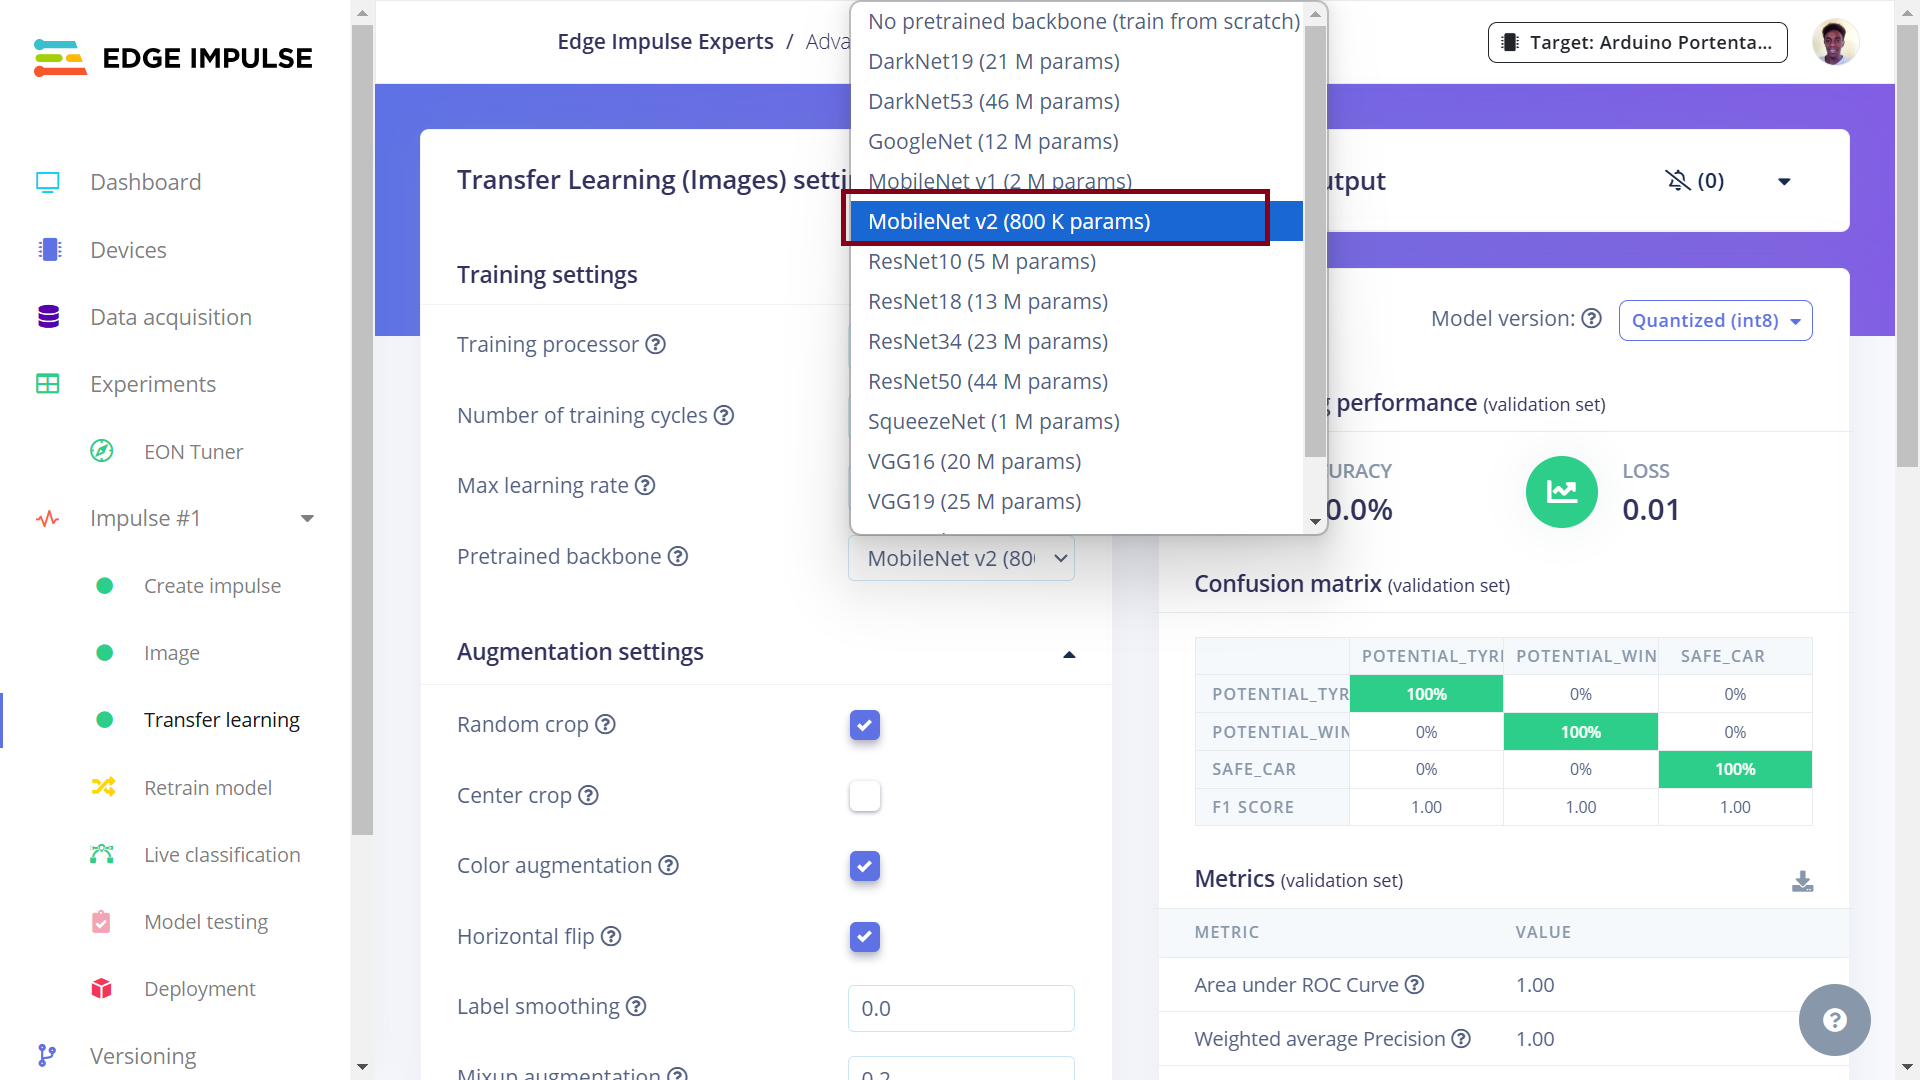 EDGE IMPULSE
Dashboard
Devices
Data acquisition
Experiments
EON Tuner
Impulse #1
Create impulse
Image
Transfer learning
Retrain model
Live classification
Model testing
Deployment
Versioning
Edge Impulse Experts / Adva
Target: Arduino Portenta...
No pretrained backbone (train from scratch)
DarkNet19 (21 M params)
DarkNet53 (46 M params)
GoogleNet (12 M params)
MobileNet v1 (2 M params)
MobileNet v2 (800 K params)
ResNet10 (5 M params)
ResNet18 (13 M params)
ResNet34 (23 M params)
ResNet50 (44 M params)
SqueezeNet (1 M params)
VGG16 (20 M params)
VGG19 (25 M params)
Transfer Learning (Images) setti
Training settings
Training processor
Number of training cycles
Max learning rate
Pretrained backbone
MobileNet v2 (80
Augmentation settings
Random crop
Center crop
Color augmentation
Horizontal flip
Label smoothing
0.0
Mixup augmentation
0.2
utput
(0)
Model version:
Quantized (int8)
g performance (validation set)
URACY
0.0%
LOSS
0.01
Confusion matrix (validation set)
POTENTIAL_TYRI POTENTIAL_WIN SAFE_CAR
POTENTIAL_TYR 100% 0% 0%
POTENTIAL_WIN 0% 100% 0%
SAFE_CAR 0% 0% 100%
F1 SCORE 1.00 1.00 1.00
Metrics (validation set)
METRIC VALUE
Area under ROC Curve 1.00
Weighted average Precision 1.00